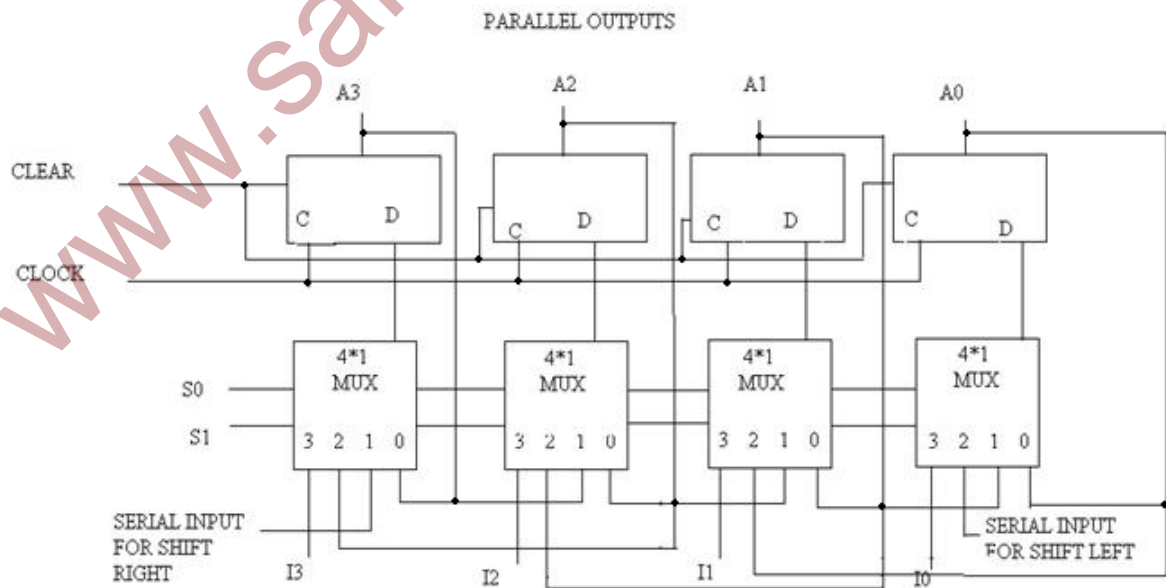 PARALLEL OUTPUTS
A3 A2 A1 A0
CLEAR
C D C D C D C D
CLOCK
4*1 4*1 4*1 4*1
MUX MUX MUX MUX
S0
S1
3 2 1 0 3 2 1 0 3 2 1 0 3 2 1 0
SERIAL INPUT
FOR SHIFT
RIGHT
SERIAL INPUT
FOR SHIFT LEFT
I3 I2 I1 I0
www.sa